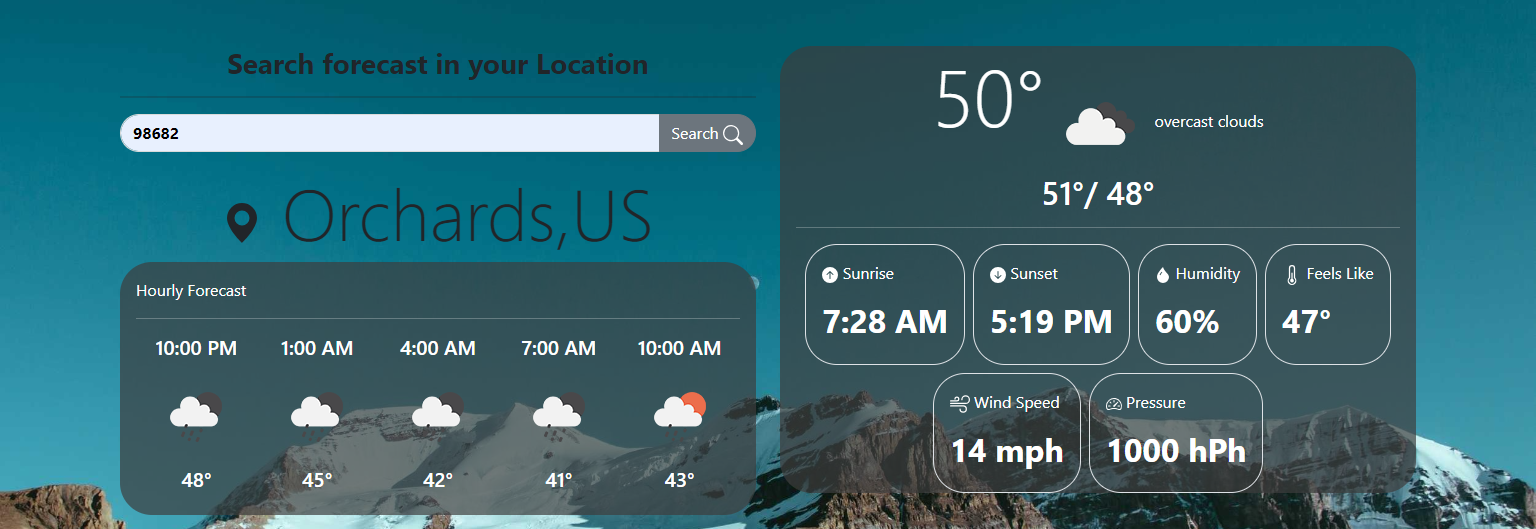 Search forecast in your Location
98682
Search
Orchards,US
Hourly Forecast
10:00 PM 1:00 AM 4:00 AM 7:00 AM 10:00 AM
48° 45° 42° 41° 43°
50°
overcast clouds
51°/ 48°
Sunrise Sunset Humidity Feels Like
7:28 AM 5:19 PM 60% 47°
Wind Speed Pressure
14 mph 1000 hPh